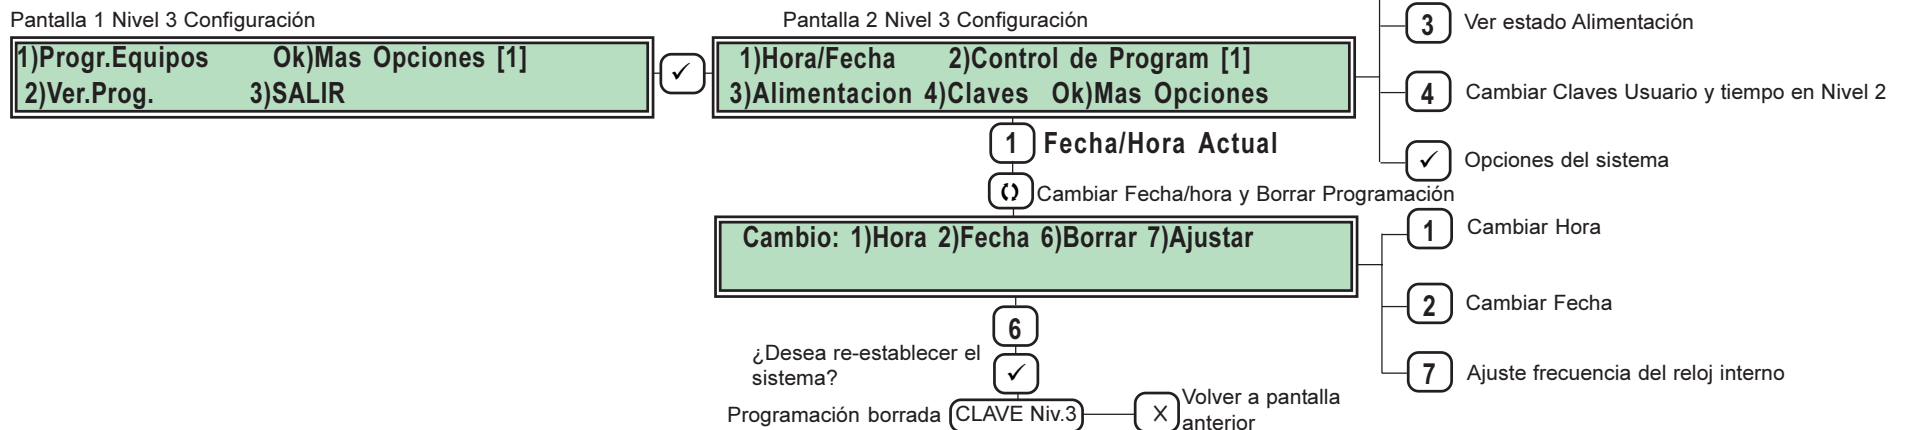 Pantalla 1 Nivel 3 Configuración
1)Progr.Equipos Ok)Mas Opciones [1]
2)Ver.Prog. 3)SALIR
✓
Pantalla 2 Nivel 3 Configuración
1)Hora/Fecha 2)Control de Program [1]
3)Alimentacion 4)Claves Ok)Mas Opciones
3 Ver estado Alimentación
4 Cambiar Claves Usuario y tiempo en Nivel 2
✓ Opciones del sistema
1 Fecha/Hora Actual
Cambiar Fecha/hora y Borrar Programación
Cambio: 1)Hora 2)Fecha 6)Borrar 7)Ajustar
1 Cambiar Hora
2 Cambiar Fecha
7 Ajuste frecuencia del reloj interno
6
¿Desea re-establecer el
sistema?
✓
Programación borrada
CLAVE Niv.3
X
Volver a pantalla
anterior